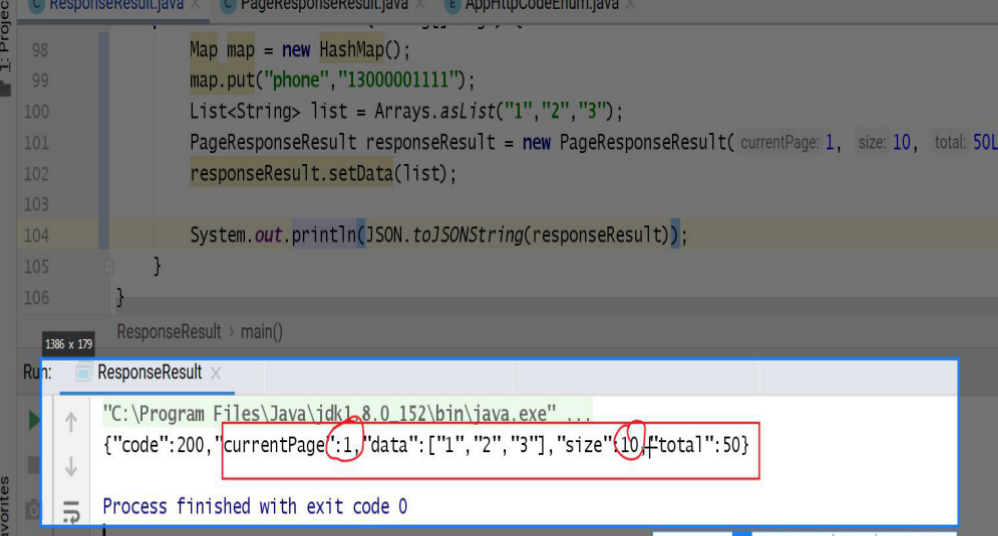 ResponseResult.java × PageResponseResult.java × AppHttpCodeEnum.java ×
1: Project
98 Map map = new HashMap();
99 map.put("phone","13000001111");
100 List<String> list = Arrays.asList("1","2","3");
101 PageResponseResult responseResult = new PageResponseResult( currentPage: 1, size: 10, total: 50L
102 responseResult.setData(list);
103
104 System.out.println(JSON.toJSONString(responseResult));
105 }
106 }
ResponseResult › main()
1386 x 179
Run: ResponseResult ×
"C:\Program Files\Java\jdk1.8.0_152\bin\java.exe" ...
{"code":200,"currentPage":1,"data":["1","2","3"],"size":10,"total":50}
Process finished with exit code 0